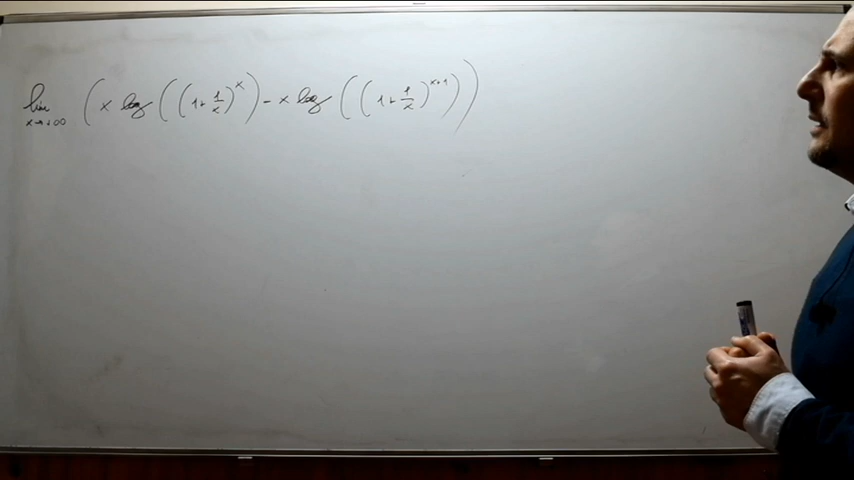 lim x→+∞ ( x log ( ( 1 + 1/x )^x ) - x log ( ( 1 + 1/x )^(x+1) ) )